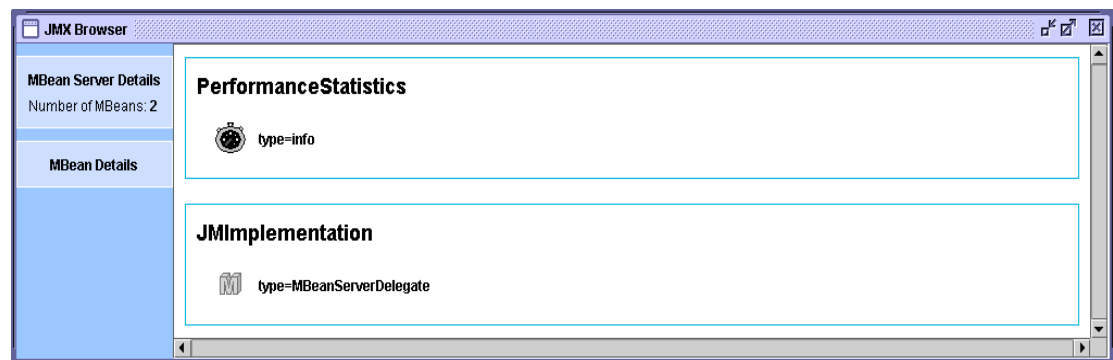 JMX Browser
MBean Server Details
Number of MBeans: 2
MBean Details
PerformanceStatistics
type=info
JMImplementation
type=MBeanServerDelegate